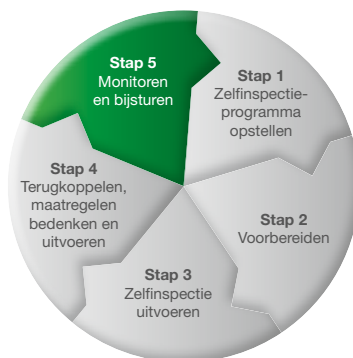 Stap 1
Zelfinspectie-
programma
opstellen
Stap 2
Voorbereiden
Stap 3
Zelfinspectie
uitvoeren
Stap 4
Terugkoppelen,
maatregelen
bedenken en
uitvoeren
Stap 5
Monitoren
en bijsturen